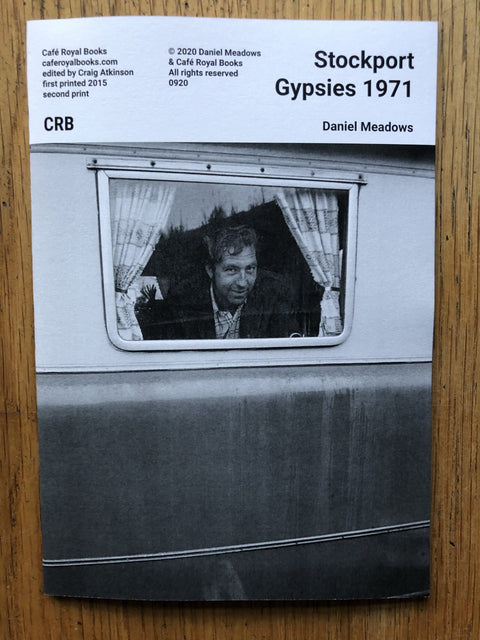 Café Royal Books
caferoyalbooks.com
edited by Craig Atkinson
first printed 2015
second print
© 2020 Daniel Meadows
& Café Royal Books
All rights reserved
0920
Stockport
Gypsies 1971
CRB
Daniel Meadows